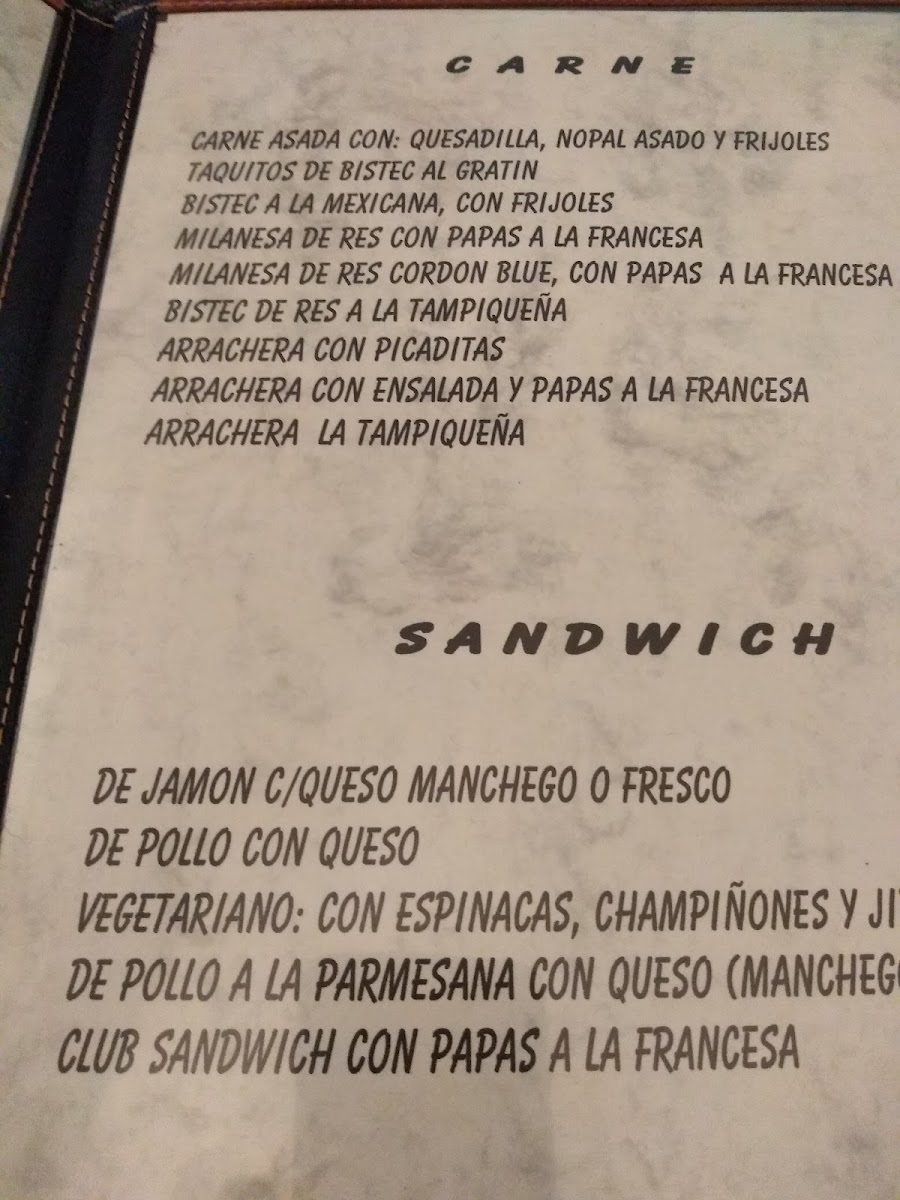 CARNE
CARNE ASADA CON: QUESADILLA, NOPAL ASADO Y FRIJOLES
TAQUITOS DE BISTEC AL GRATIN
BISTEC A LA MEXICANA, CON FRIJOLES
MILANESA DE RES CON PAPAS A LA FRANCESA
MILANESA DE RES CORDON BLUE, CON PAPAS A LA FRANCESA
BISTEC DE RES A LA TAMPIQUEÑA
ARRACHERA CON PICADITAS
ARRACHERA CON ENSALADA Y PAPAS A LA FRANCESA
ARRACHERA LA TAMPIQUEÑA
SANDWICH
DE JAMON C/QUESO MANCHEGO O FRESCO
DE POLLO CON QUESO
VEGETARIANO: CON ESPINACAS, CHAMPIÑONES Y
DE POLLO A LA PARMESANA CON QUESO (MANCHEGO
CLUB SANDWICH CON PAPAS A LA FRANCESA